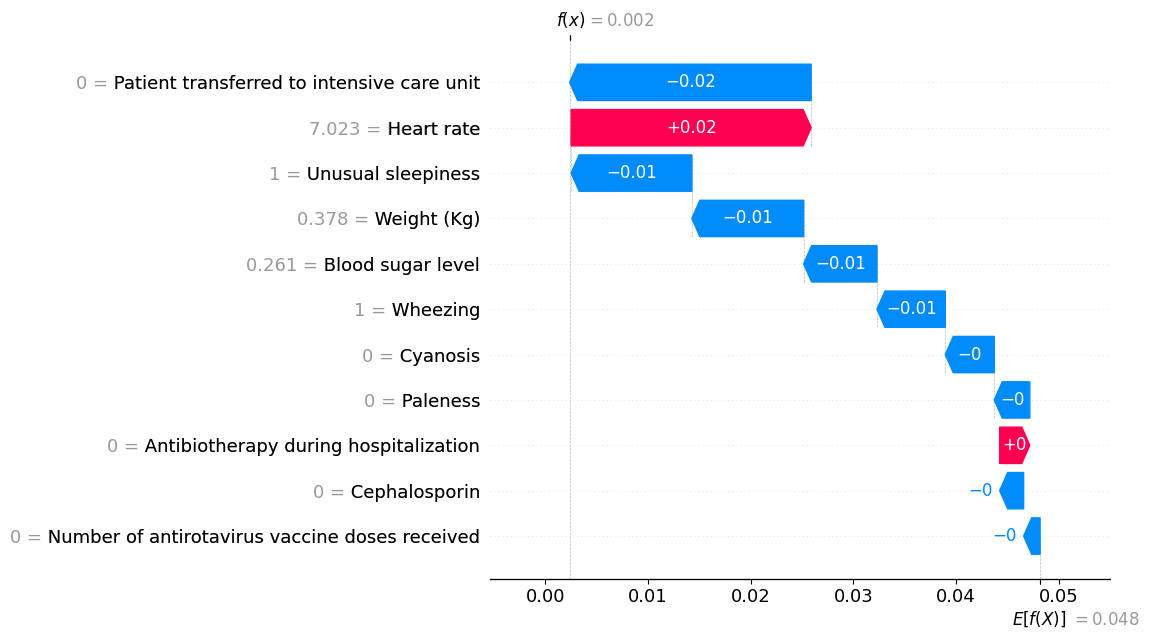 f(x) = 0.002
0 = Patient transferred to intensive care unit
−0.02
7.023 = Heart rate
+0.02
1 = Unusual sleepiness
−0.01
0.378 = Weight (Kg)
−0.01
0.261 = Blood sugar level
−0.01
1 = Wheezing
−0.01
0 = Cyanosis
−0
0 = Paleness
−0
0 = Antibiotherapy during hospitalization
+0
0 = Cephalosporin
−0
0 = Number of antirotavirus vaccine doses received
−0
0.00 0.01 0.02 0.03 0.04 0.05
E[f(X)] = 0.048